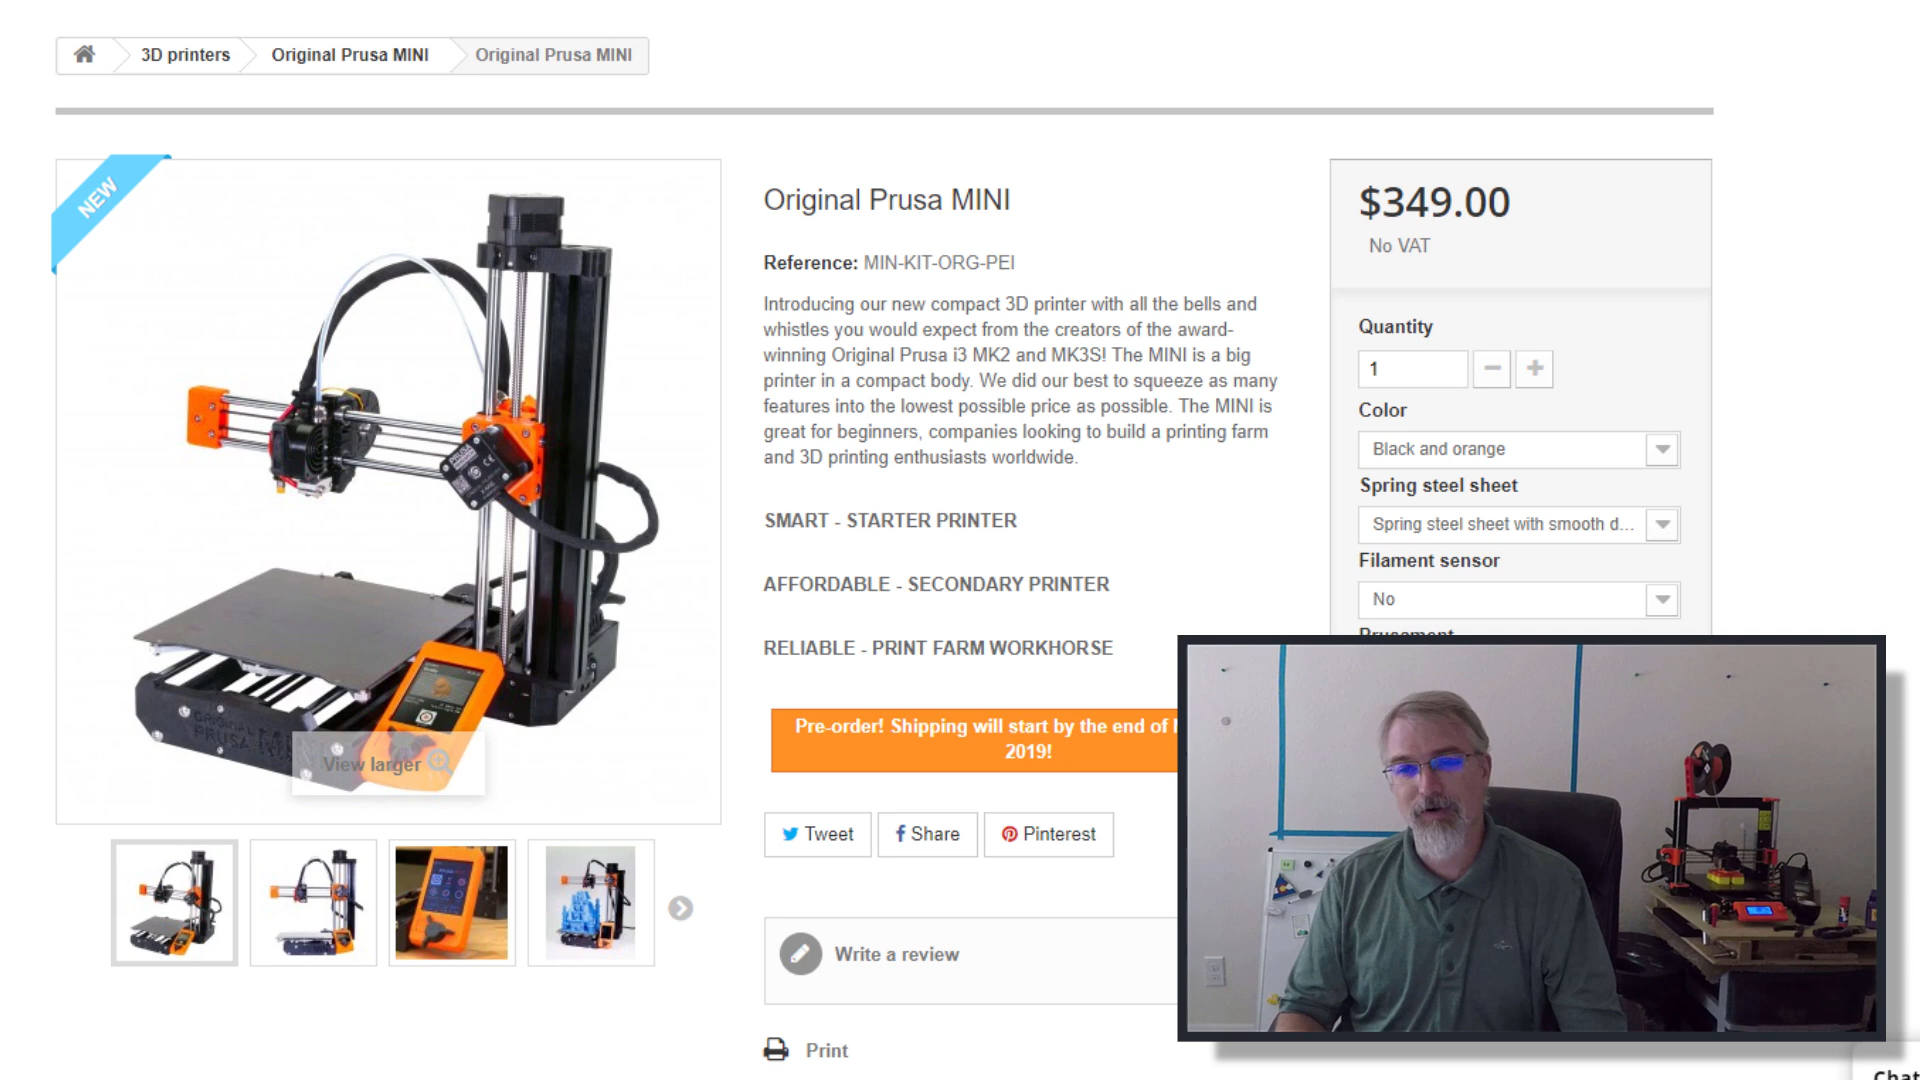 3D printers
Original Prusa MINI
Original Prusa MINI
NEW
Original Prusa MINI
Reference: MIN-KIT-ORG-PEI
Introducing our new compact 3D printer with all the bells and
whistles you would expect from the creators of the award-
winning Original Prusa i3 MK2 and MK3S! The MINI is a big
printer in a compact body. We did our best to squeeze as many
features into the lowest possible price as possible. The MINI is
great for beginners, companies looking to build a printing farm
and 3D printing enthusiasts worldwide.
SMART - STARTER PRINTER
AFFORDABLE - SECONDARY PRINTER
RELIABLE - PRINT FARM WORKHORSE
Pre-order! Shipping will start by the end of
2019!
Tweet
Share
Pinterest
Write a review
Print
$349.00
No VAT
Quantity
1
Color
Black and orange
Spring steel sheet
Spring steel sheet with smooth d...
Filament sensor
No
Prusament
ORIGINAL
PRUSA
View larger
Chat